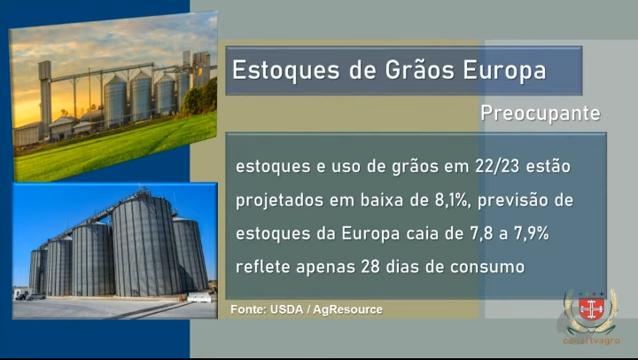 Estoques de Grãos Europa
Preocupante
estoques e uso de grãos em 22/23 estão
projetados em baixa de 8,1%, previsão de
estoques da Europa caia de 7,8 a 7,9%
reflete apenas 28 dias de consumo
Fonte: USDA / AgResource